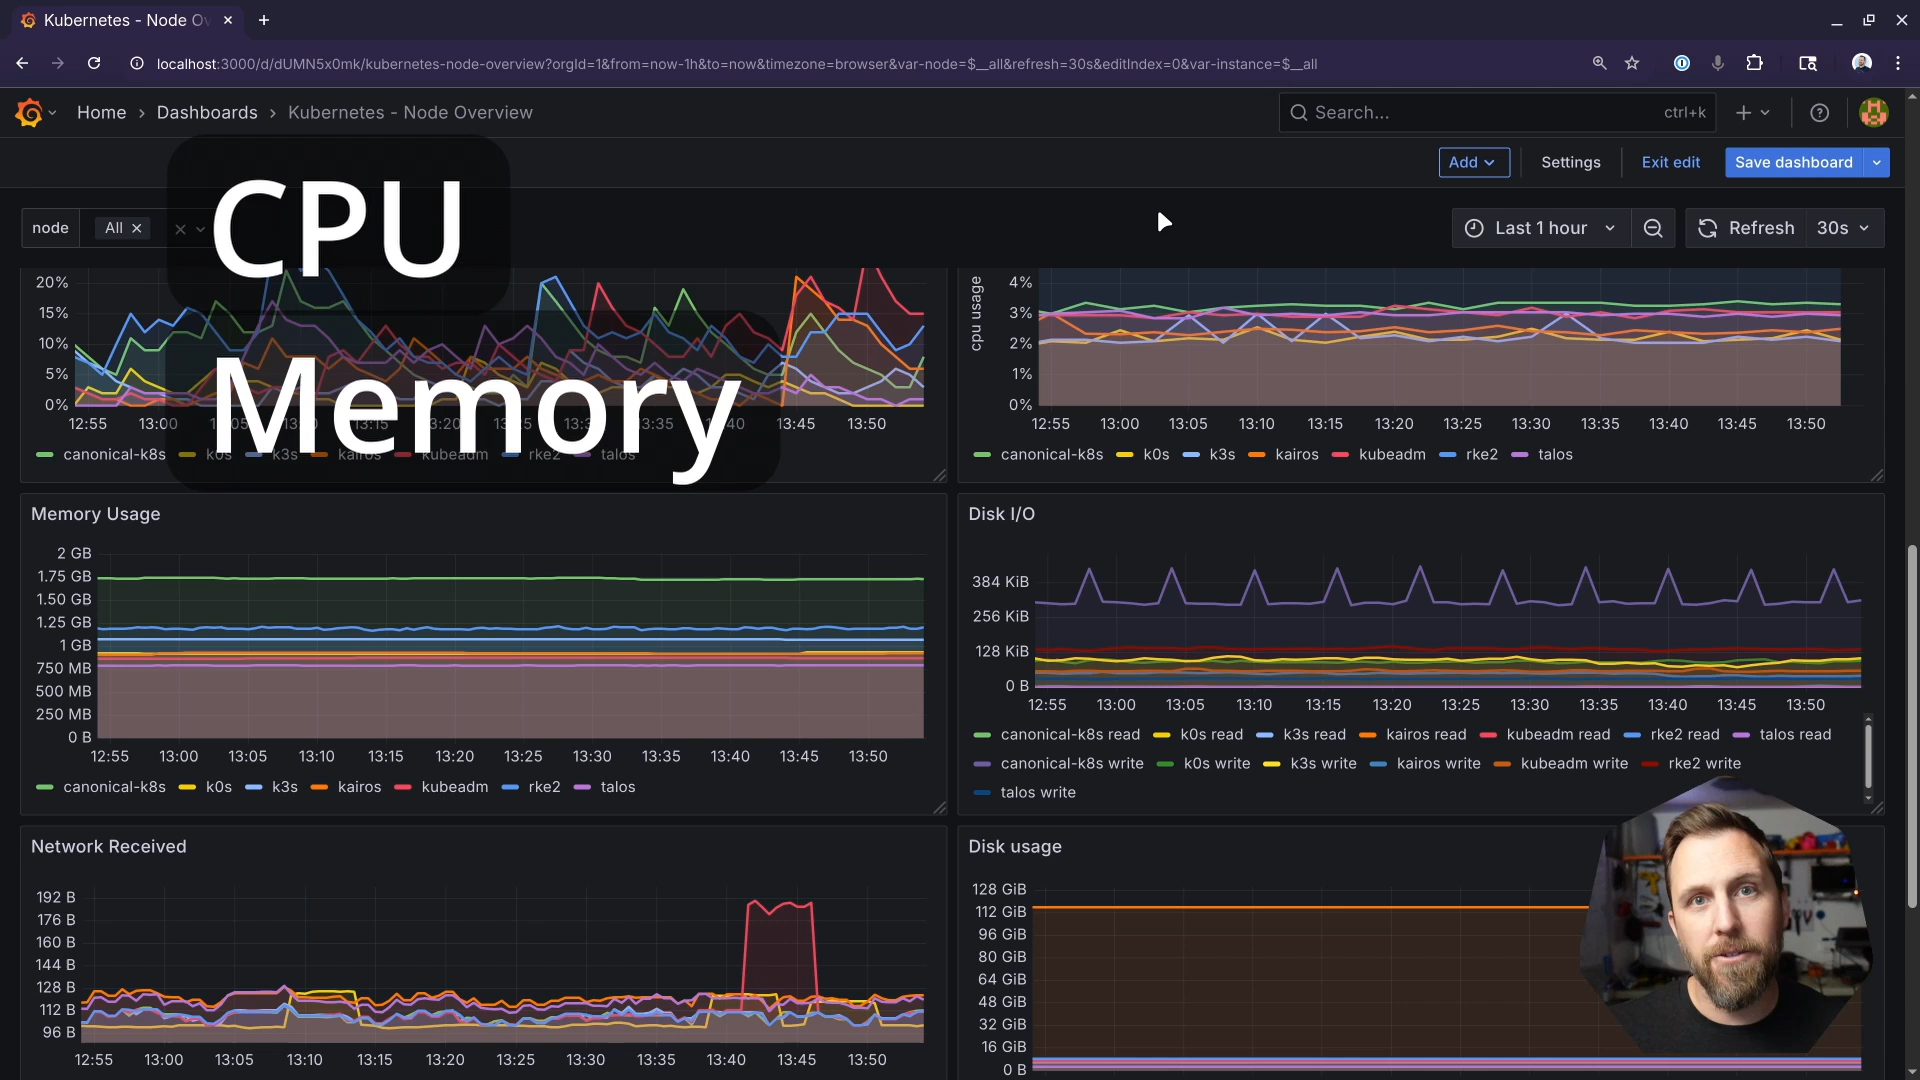 Kubernetes - Node Ov
localhost:3000/d/dUMN5x0mk/kubernetes-node-overview?orgId=1&from=now-1h&to=now&timezone=browser&var-node=$__all&refresh=30s&editIndex=0&var-instance=$__all
Home › Dashboards › Kubernetes - Node Overview
Search... ctrl+k
Add Settings Exit edit Save dashboard
CPU
node All Last 1 hour Refresh 30s
20%
15%
10%
5%
0%
12:55 13:00 13:15 13:35 13:45 13:50
canonical-k8s k0s k3s kairos kubeadm rke2 talos
Memory
cpu usage
4%
3%
2%
1%
0%
12:55 13:00 13:05 13:10 13:15 13:20 13:25 13:30 13:35 13:40 13:45 13:50
canonical-k8s k0s k3s kairos kubeadm rke2 talos
Memory Usage
2 GB
1.75 GB
1.50 GB
1.25 GB
1 GB
750 MB
500 MB
250 MB
0 B
12:55 13:00 13:05 13:10 13:15 13:20 13:25 13:30 13:35 13:40 13:45 13:50
canonical-k8s k0s k3s kairos kubeadm rke2 talos
Disk I/O
384 KiB
256 KiB
128 KiB
0 B
12:55 13:00 13:05 13:10 13:15 13:20 13:25 13:30 13:35 13:40 13:45 13:50
canonical-k8s read k0s read k3s read kairos read kubeadm read rke2 read talos read
canonical-k8s write k0s write k3s write kairos write kubeadm write rke2 write
talos write
Network Received
192 B
176 B
160 B
144 B
128 B
112 B
96 B
12:55 13:00 13:05 13:10 13:15 13:20 13:25 13:30 13:35 13:40 13:45 13:50
Disk usage
128 GiB
112 GiB
96 GiB
80 GiB
64 GiB
48 GiB
32 GiB
16 GiB
0 B